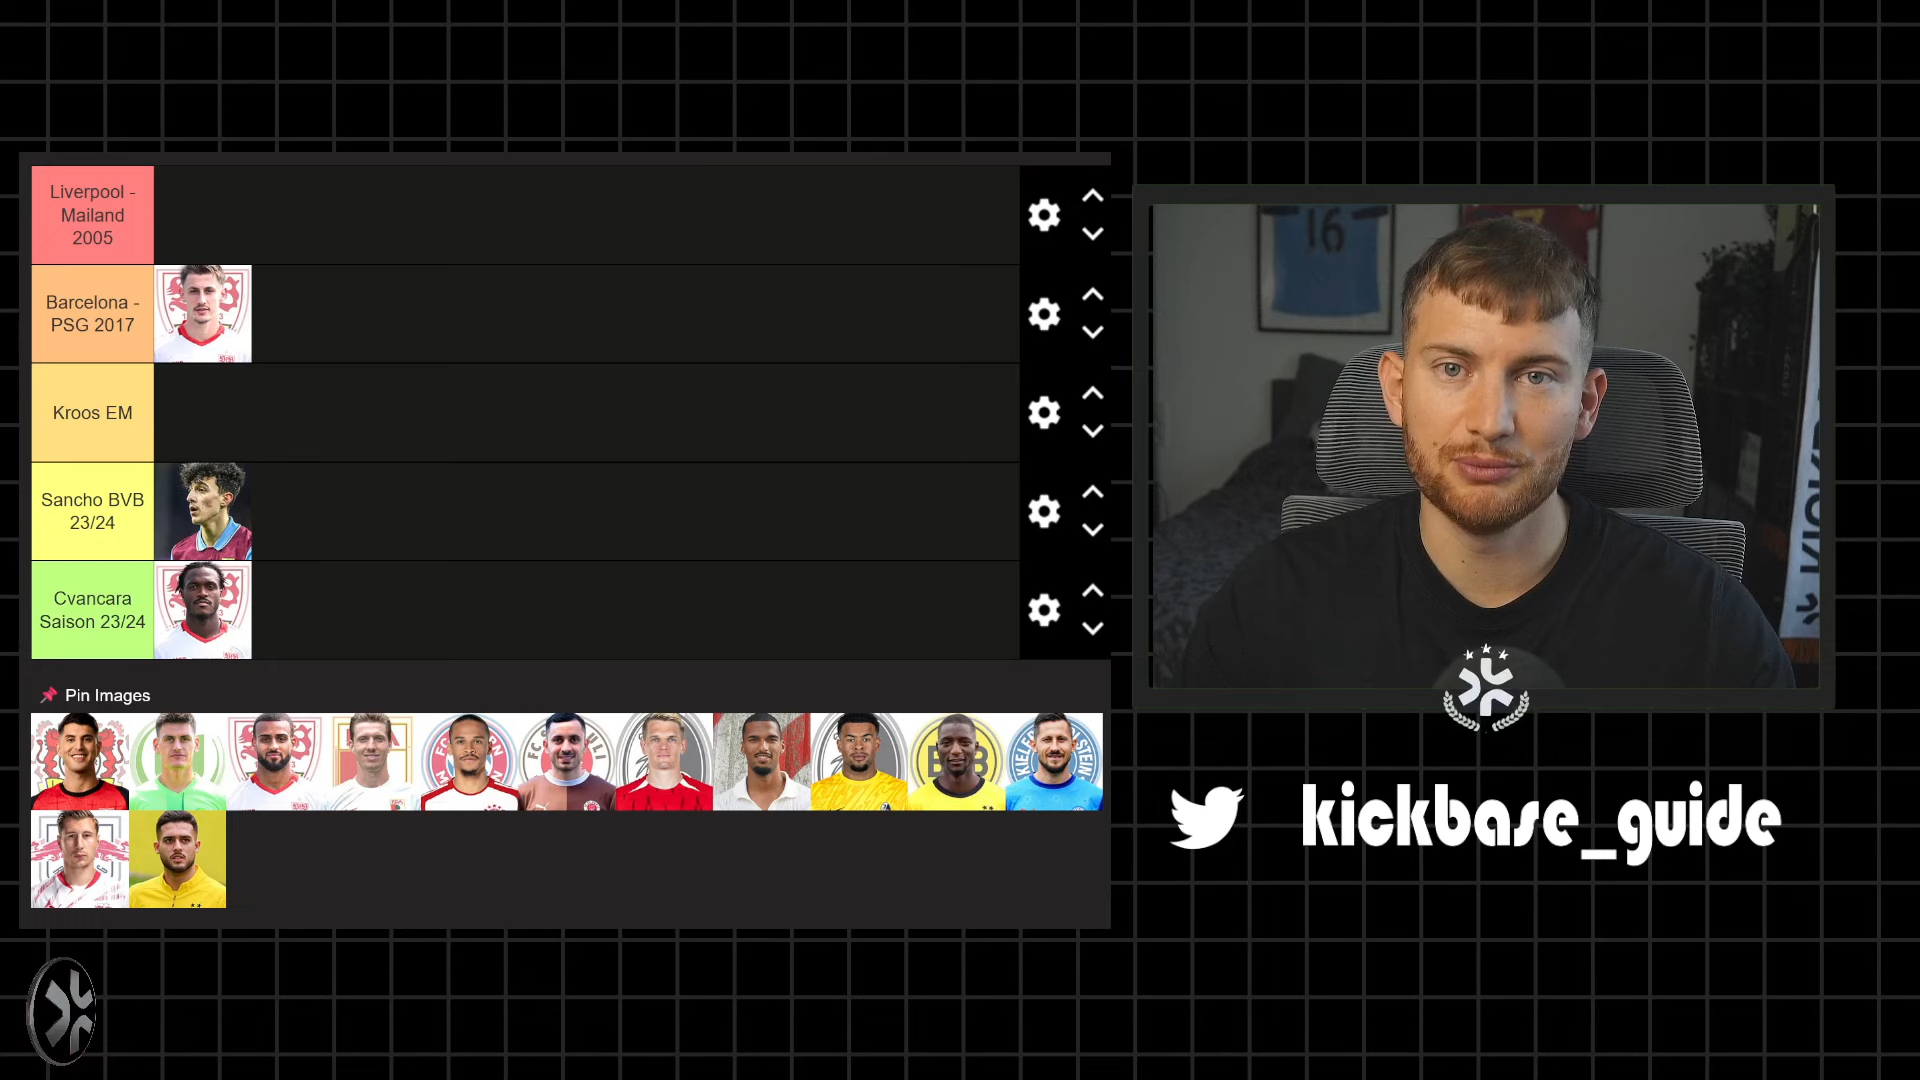 Liverpool -
Mailand
2005
Barcelona -
PSG 2017
Kroos EM
Sancho BVB
23/24
Cvancara
Saison 23/24
Pin Images
16
kickbase_guide